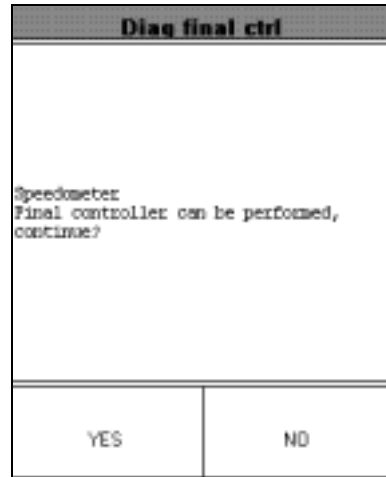 Diag final ctrl
Speedometer
Final controller can be performed,
continue?
YES
NO